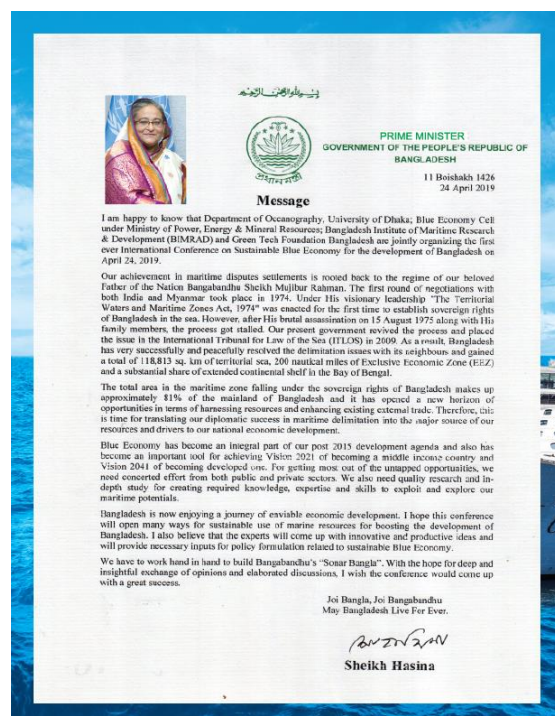 بِسْمِ اللهِ الرَّحْمٰنِ الرَّحِيْمِ
PRIME MINISTER
GOVERNMENT OF THE PEOPLE'S REPUBLIC OF
BANGLADESH
11 Boishakh 1426
24 April 2019
Message
I am happy to know that Department of Oceanography, University of Dhaka; Blue Economy Cell
under Ministry of Power, Energy & Mineral Resources; Bangladesh Institute of Maritime Research
& Development (BIMRAD) and Green Tech Foundation Bangladesh are jointly organizing the first
ever International Conference on Sustainable Blue Economy for the development of Bangladesh on
April 24, 2019.
Our achievement in maritime disputes settlements is rooted back to the regime of our beloved
Father of the Nation Bangabandhu Sheikh Mujibur Rahman. The first round of negotiations with
both India and Myanmar took place in 1974. Under His visionary leadership "The Territorial
Waters and Maritime Zones Act, 1974" was enacted for the first time to establish sovereign rights
of Bangladesh in the sea. However, after His brutal assassination on 15 August 1975 along with His
family members, the process got stalled. Our present government revived the process and placed
the issue in the International Tribunal for Law of the Sea (ITLOS) in 2009. As a result, Bangladesh
has very successfully and peacefully resolved the delimitation issues with its neighbours and gained
a total of 118,813 sq. km of territorial sea, 200 nautical miles of Exclusive Economic Zone (EEZ)
and a substantial share of extended continental shelf in the Bay of Bengal.
The total area in the maritime zone falling under the sovereign rights of Bangladesh makes up
approximately 81% of the mainland of Bangladesh and it has opened a new horizon of
opportunities in terms of harnessing resources and enhancing existing external trade. Therefore, this
is time for translating our diplomatic success in maritime delimitation into the major source of our
resources and drivers to our national economic development.
Blue Economy has become an integral part of our post 2015 development agenda and also has
become an important tool for achieving Vision 2021 of becoming a middle income country and
Vision 2041 of becoming developed one. For getting most out of the untapped opportunities, we
need concerted effort from both public and private sectors. We also need quality research and in-
depth study for creating required knowledge, expertise and skills to exploit and explore our
maritime potentials.
Bangladesh is now enjoying a journey of enviable economic development. I hope this conference
will open many ways for sustainable use of marine resources for boosting the development of
Bangladesh. I also believe that the experts will come up with innovative and productive ideas and
will provide necessary inputs for policy formulation related to sustainable Blue Economy.
We have to work hand in hand to build Bangabandhu's "Sonar Bangla". With the hope for deep and
insightful exchange of opinions and elaborated discussions, I wish the conference would come up
with a great success.
Joi Bangla, Joi Bangabandhu
May Bangladesh Live For Ever.
Sheikh Hasina